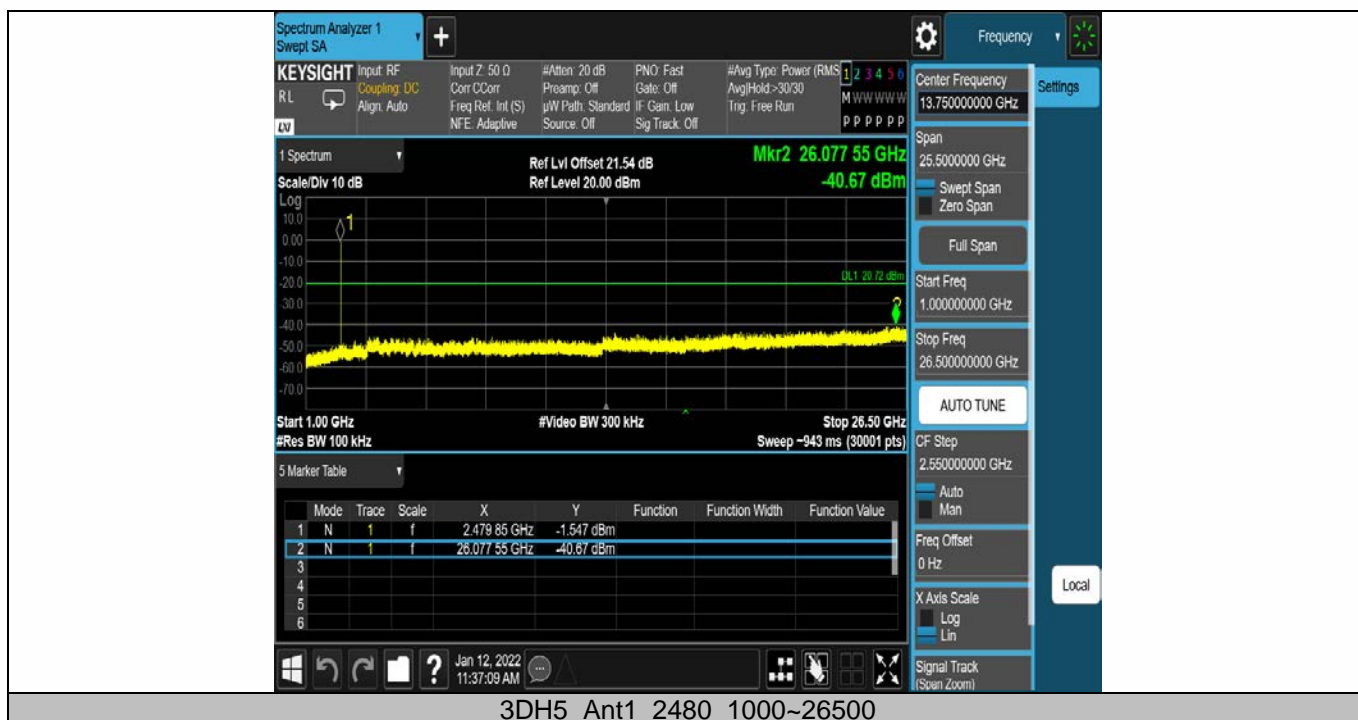 Spectrum Analyzer 1
Swept SA
+
Frequency
KEYSIGHT
RL
LXI
Input: RF
Coupling: DC
Align: Auto
Input Z: 50 Ω
Corr CCorr
Freq Ref: Int (S)
NFE: Adaptive
#Atten: 20 dB
Preamp: Off
µW Path: Standard
Source: Off
PNO: Fast
Gate: Off
IF Gain: Low
Sig Track: Off
#Avg Type: Power (RMS
Avg|Hold:>30/30
Trig: Free Run
1 2 3 4 5 6
M W W W W W
P P P P P P
1 Spectrum
Scale/Div 10 dB
Ref Lvl Offset 21.54 dB
Ref Level 20.00 dBm
Mkr2 26.077 55 GHz
-40.67 dBm
Log
10.0
0.00
-10.0
-20.0
-30.0
-40.0
-50.0
-60.0
-70.0
1
DL1 -20.72 dBm
Start 1.00 GHz
#Res BW 100 kHz
#Video BW 300 kHz
Stop 26.50 GHz
Sweep ~943 ms (30001 pts)
5 Marker Table
Mode Trace Scale X Y Function Function Width Function Value
1 N 1 f 2.479 85 GHz -1.547 dBm
2 N 1 f 26.077 55 GHz -40.67 dBm
3
4
5
6
?
Jan 12, 2022
11:37:09 AM
Center Frequency
13.75000000 GHz
Span
25.5000000 GHz
Swept Span
Zero Span
Full Span
Start Freq
1.000000000 GHz
Stop Freq
26.500000000 GHz
AUTO TUNE
CF Step
2.550000000 GHz
Auto
Man
Freq Offset
0 Hz
X Axis Scale
Log
Lin
Signal Track
(Span Zoom)
Settings
Local
3DH5_Ant1_2480_1000~26500